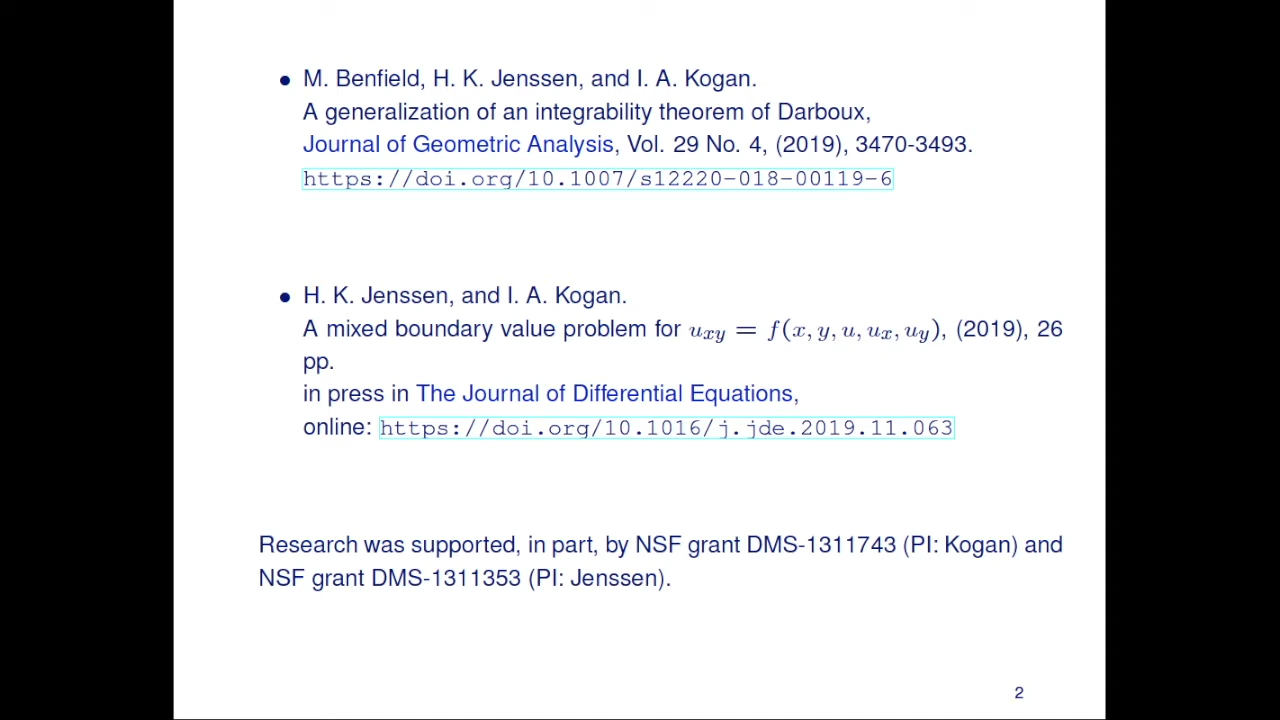 • M. Benfield, H. K. Jenssen, and I. A. Kogan.
A generalization of an integrability theorem of Darboux,
Journal of Geometric Analysis, Vol. 29 No. 4, (2019), 3470-3493.
https://doi.org/10.1007/s12220-018-00119-6
• H. K. Jenssen, and I. A. Kogan.
A mixed boundary value problem for u_{xy} = f(x, y, u, u_x, u_y), (2019), 26
pp.
in press in The Journal of Differential Equations,
online: https://doi.org/10.1016/j.jde.2019.11.063
Research was supported, in part, by NSF grant DMS-1311743 (PI: Kogan) and
NSF grant DMS-1311353 (PI: Jenssen).
2